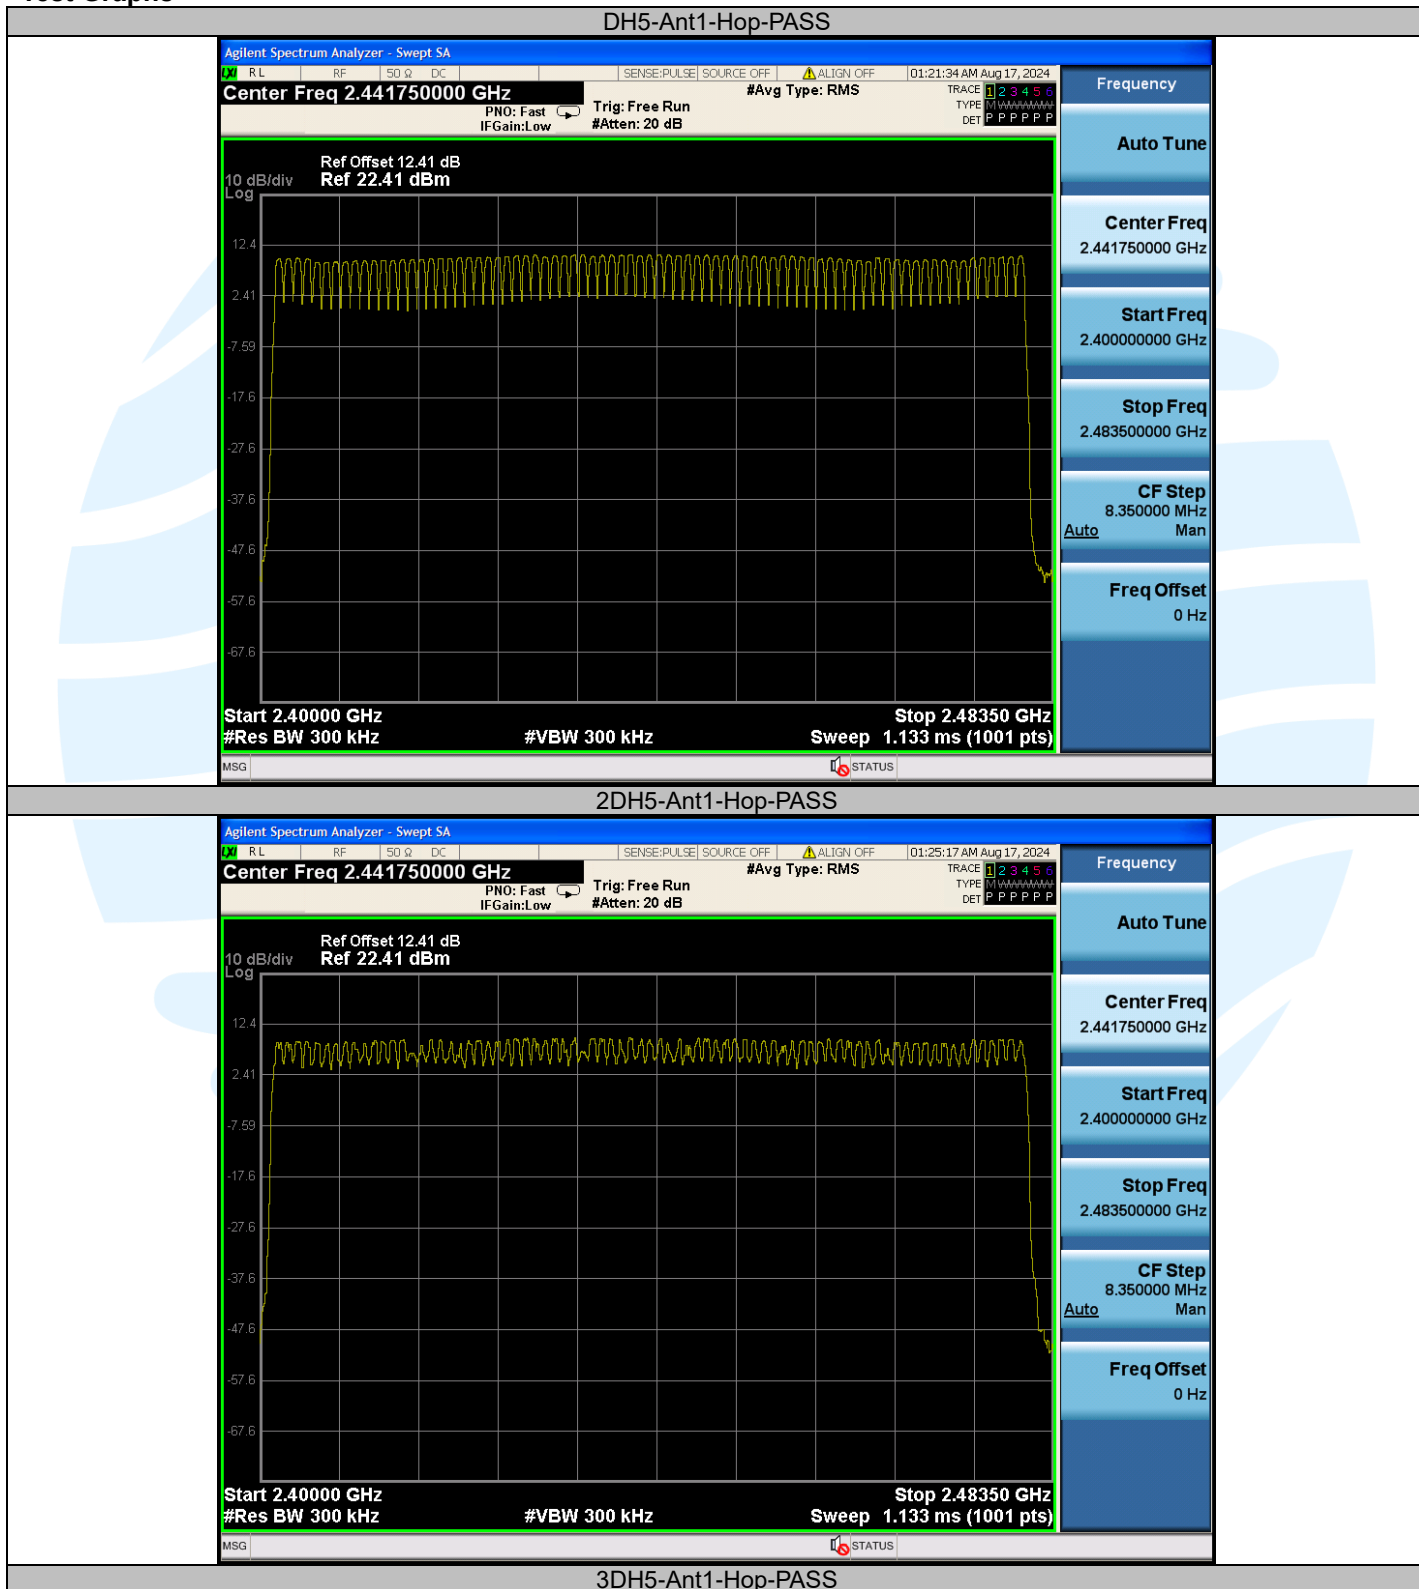 Test Graphs
DH5-Ant1-Hop-PASS
Agilent Spectrum Analyzer - Swept SA
LXI RL RF 50 Ω DC SENSE:PULSE SOURCE OFF ALIGN OFF 01:21:34 AM Aug 17, 2024
Center Freq 2.441750000 GHz
#Avg Type: RMS
TRACE 1 2 3 4 5 6
PNO: Fast
Trig: Free Run
TYPE M WWWWW
IFGain:Low
#Atten: 20 dB
DET P P P P P P
Frequency
Auto Tune
Center Freq
2.441750000 GHz
Start Freq
2.400000000 GHz
Stop Freq
2.483500000 GHz
CF Step
8.350000 MHz
Auto Man
Freq Offset
0 Hz
Ref Offset 12.41 dB
10 dB/div Ref 22.41 dBm
Log
12.4
2.41
-7.59
-17.6
-27.6
-37.6
-47.6
-57.6
-67.6
Start 2.40000 GHz Stop 2.48350 GHz
#Res BW 300 kHz #VBW 300 kHz Sweep 1.133 ms (1001 pts)
MSG STATUS
2DH5-Ant1-Hop-PASS
Agilent Spectrum Analyzer - Swept SA
LXI RL RF 50 Ω DC SENSE:PULSE SOURCE OFF ALIGN OFF 01:25:17 AM Aug 17, 2024
Center Freq 2.441750000 GHz
#Avg Type: RMS
TRACE 1 2 3 4 5 6
PNO: Fast
Trig: Free Run
TYPE M WWWWW
IFGain:Low
#Atten: 20 dB
DET P P P P P P
Frequency
Auto Tune
Center Freq
2.441750000 GHz
Start Freq
2.400000000 GHz
Stop Freq
2.483500000 GHz
CF Step
8.350000 MHz
Auto Man
Freq Offset
0 Hz
Ref Offset 12.41 dB
10 dB/div Ref 22.41 dBm
Log
12.4
2.41
-7.59
-17.6
-27.6
-37.6
-47.6
-57.6
-67.6
Start 2.40000 GHz Stop 2.48350 GHz
#Res BW 300 kHz #VBW 300 kHz Sweep 1.133 ms (1001 pts)
MSG STATUS
3DH5-Ant1-Hop-PASS